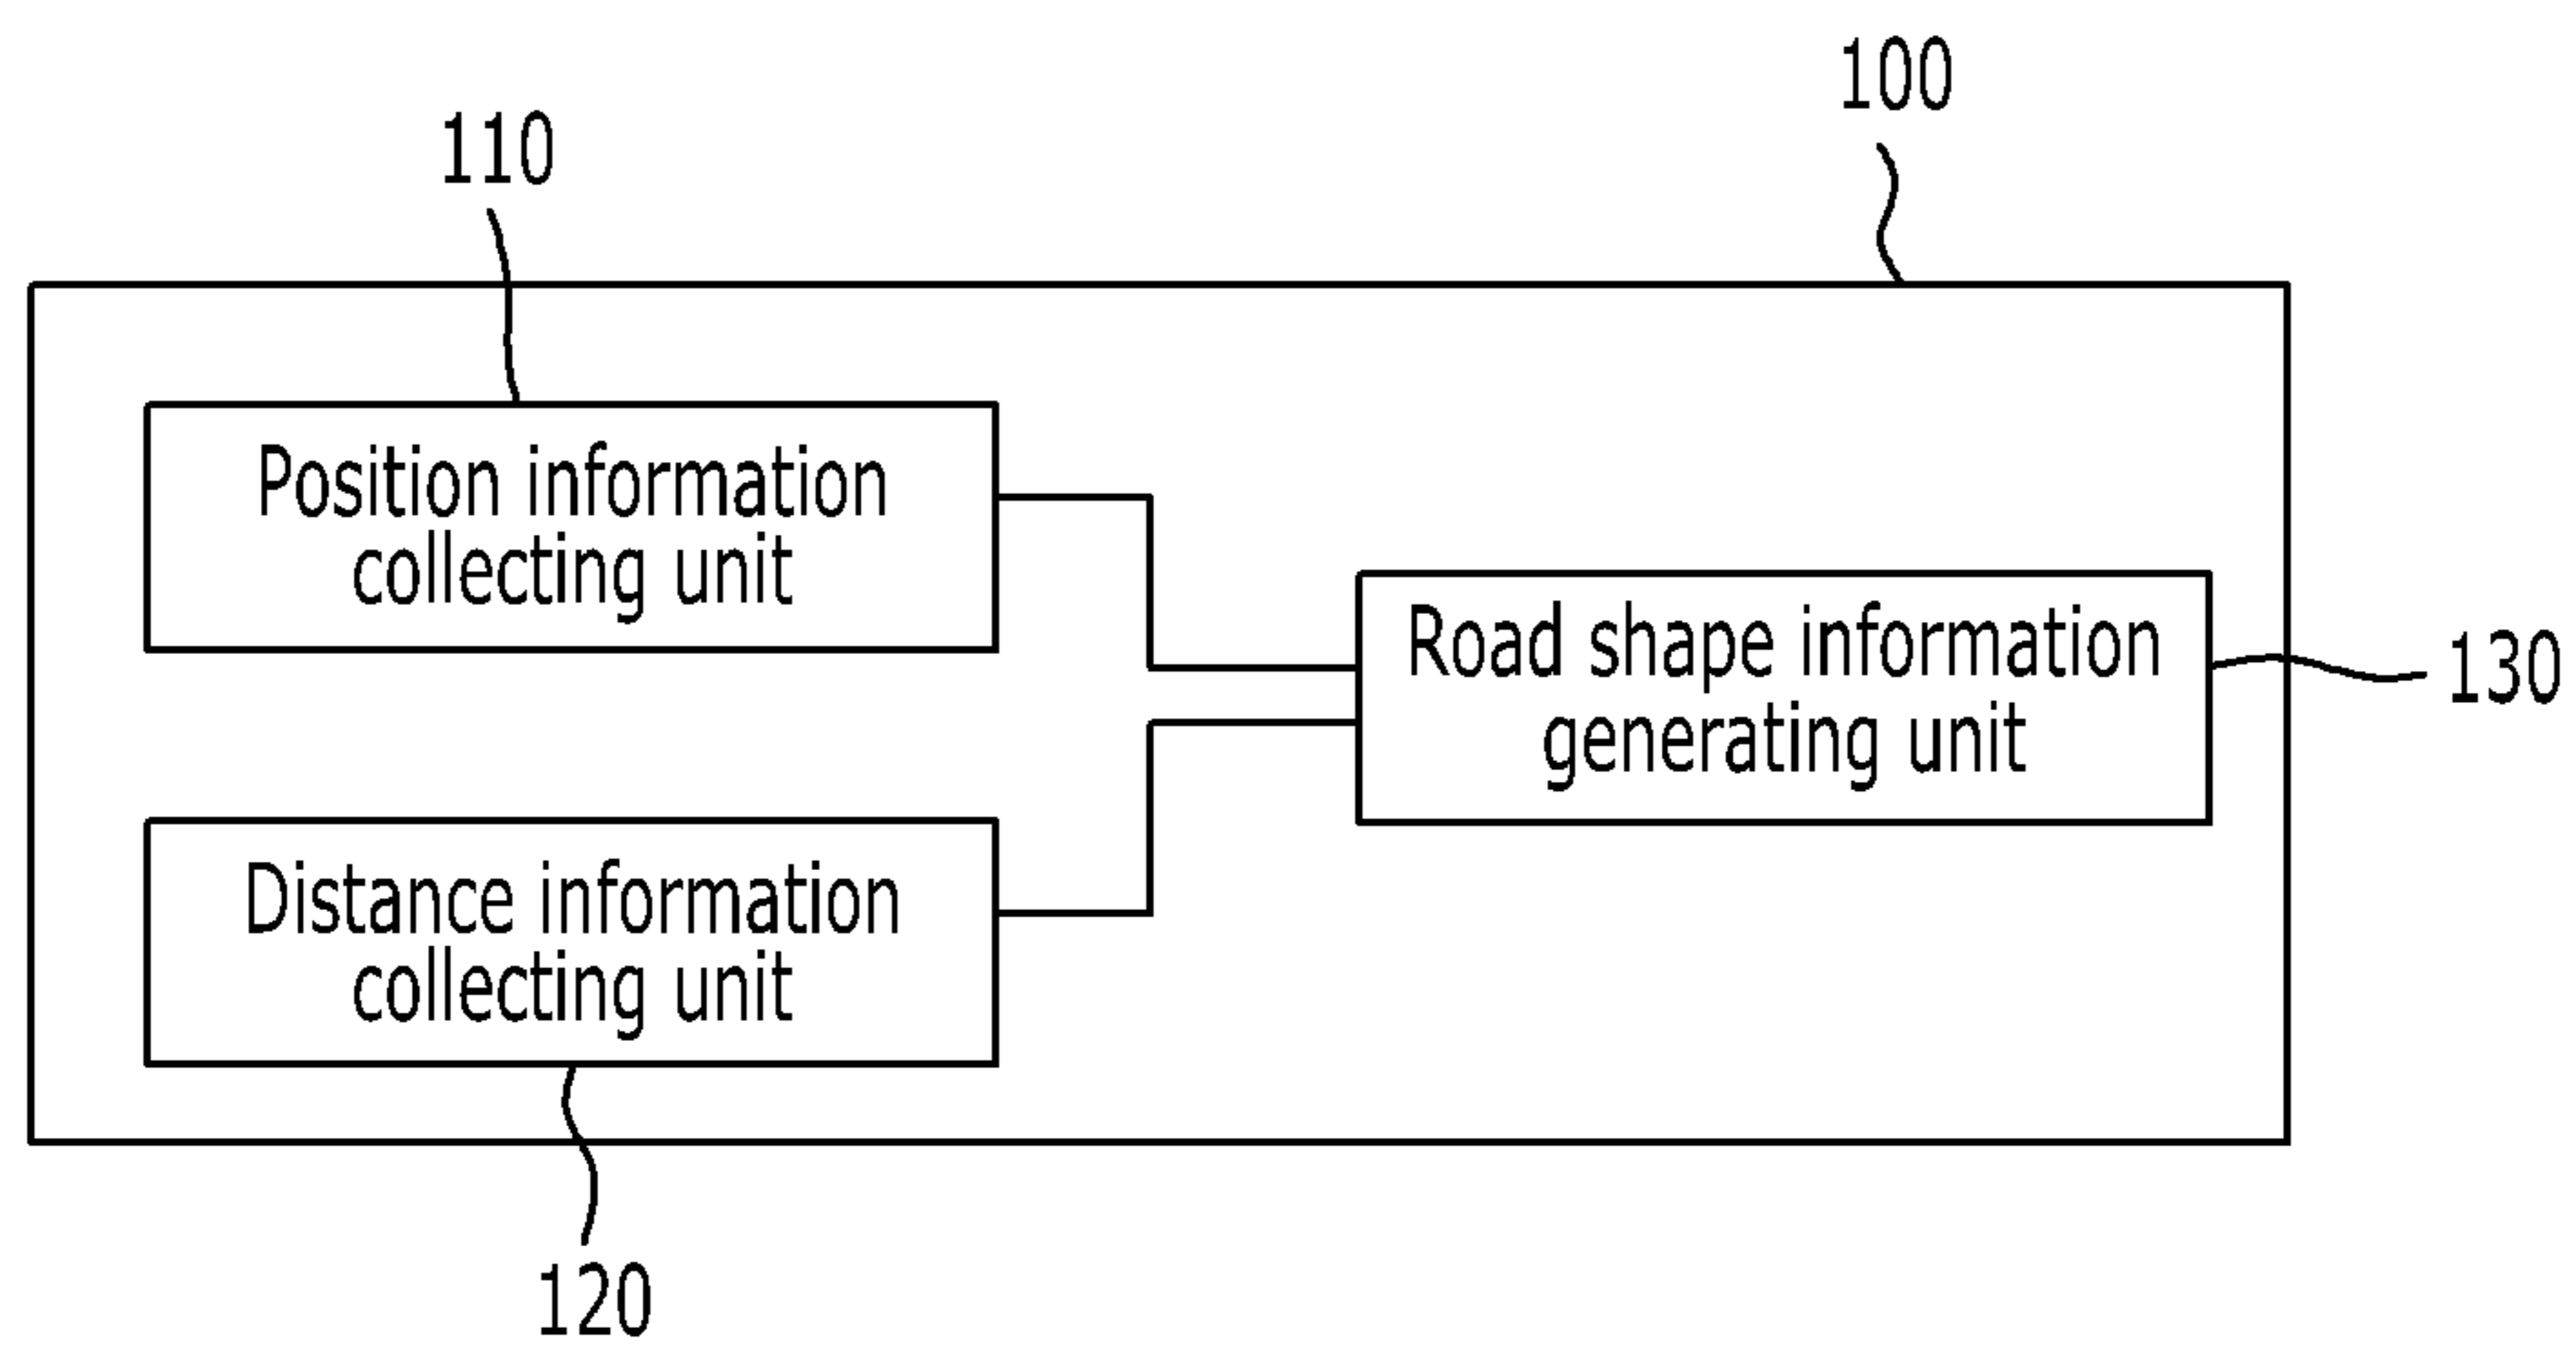 100
110
Position information
collecting unit
Road shape information
generating unit
130
Distance information
collecting unit
120